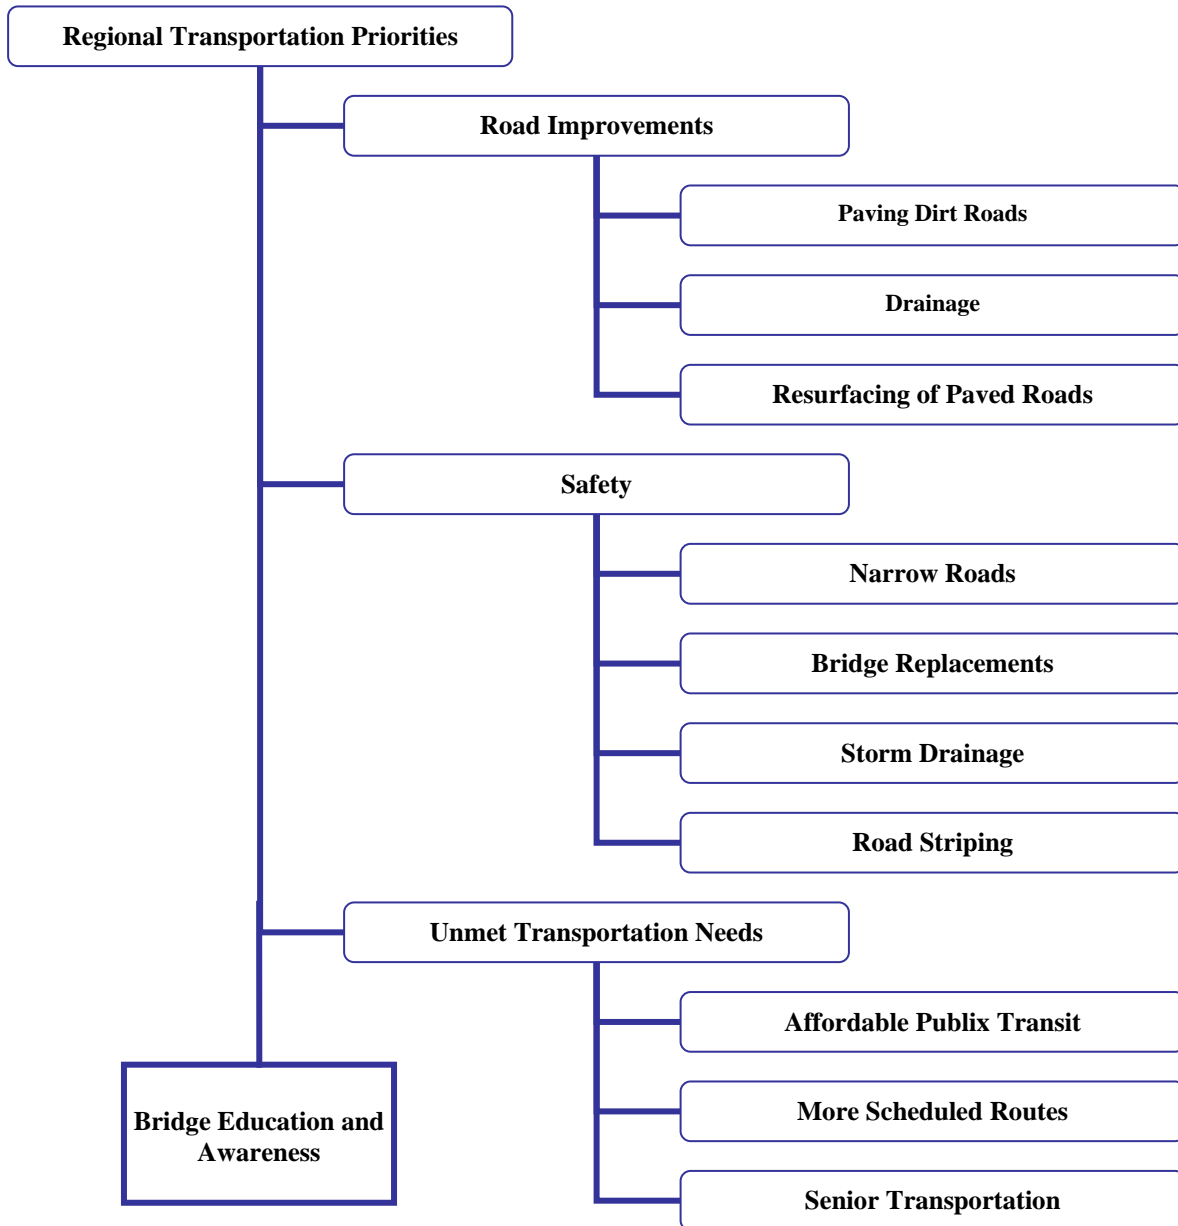 Regional Transportation Priorities
Road Improvements
Paving Dirt Roads
Drainage
Resurfacing of Paved Roads
Safety
Narrow Roads
Bridge Replacements
Storm Drainage
Road Striping
Unmet Transportation Needs
Affordable Publix Transit
More Scheduled Routes
Senior Transportation
Bridge Education and
Awareness